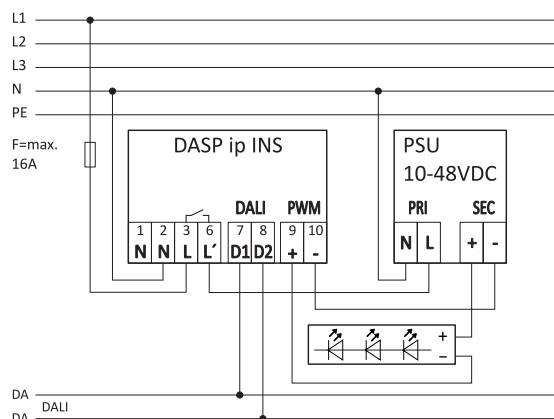 L1
L2
L3
N
PE
F=max.
16A
DASP ip INS
DALI PWM
1 2 3 6 7 8 9 10
N N L L´ D1 D2 + -
PSU
10-48VDC
PRI SEC
N L + -
+
−
DA
DALI
DA